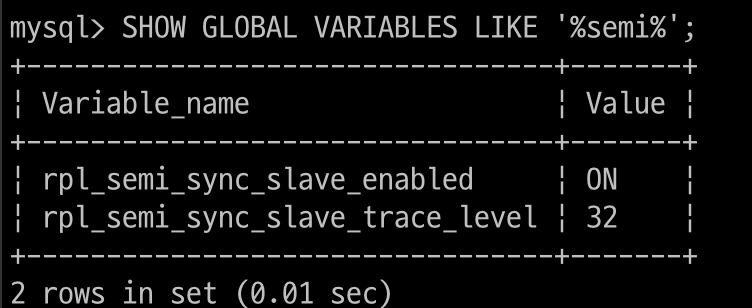 mysql> SHOW GLOBAL VARIABLES LIKE '%semi%';
+---------------------------------+-------+
¦ Variable_name                   ¦ Value ¦
+---------------------------------+-------+
¦ rpl_semi_sync_slave_enabled     ¦ ON    ¦
¦ rpl_semi_sync_slave_trace_level ¦ 32    ¦
+---------------------------------+-------+
2 rows in set (0.01 sec)